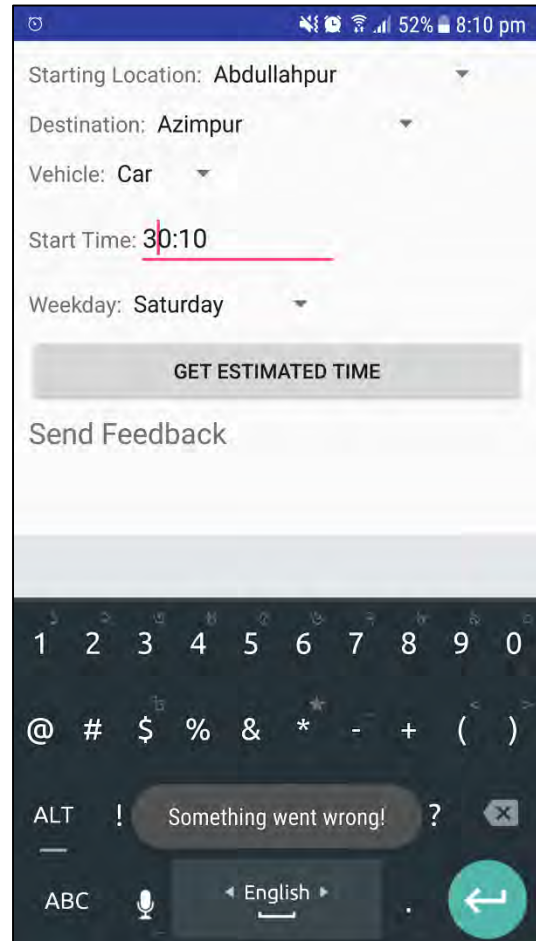 52% 8:10 pm
Starting Location: Abdullahpur
Destination: Azimpur
Vehicle: Car
Start Time: 30:10
Weekday: Saturday
GET ESTIMATED TIME
Send Feedback
1 2 3 4 5 6 7 8 9 0
@ # $ % & * - + ( )
ALT ! Something went wrong! ?
ABC English .